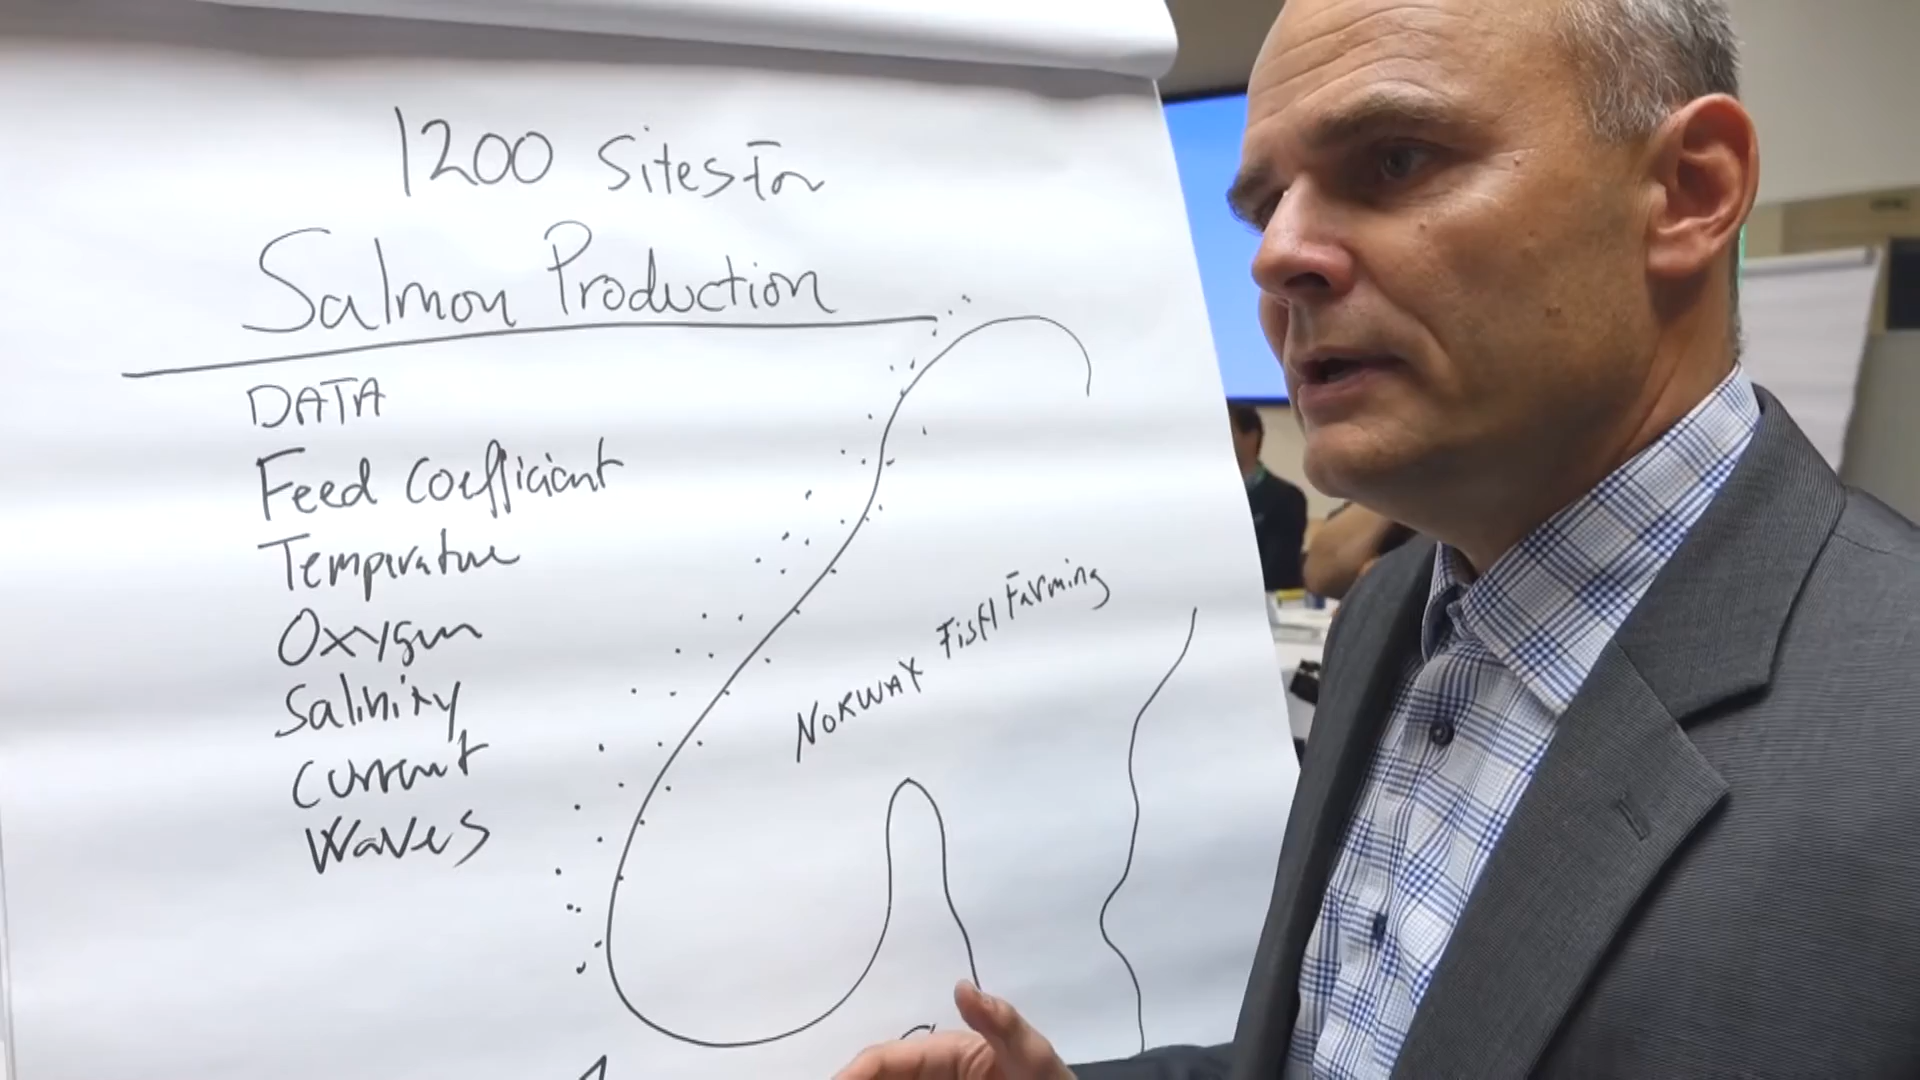 1200 Sites For
Salmon Production
DATA
Feed Coefficient
Temperature
Oxygen
Salinity
Current
Waves
NORWAY FISH FARMING